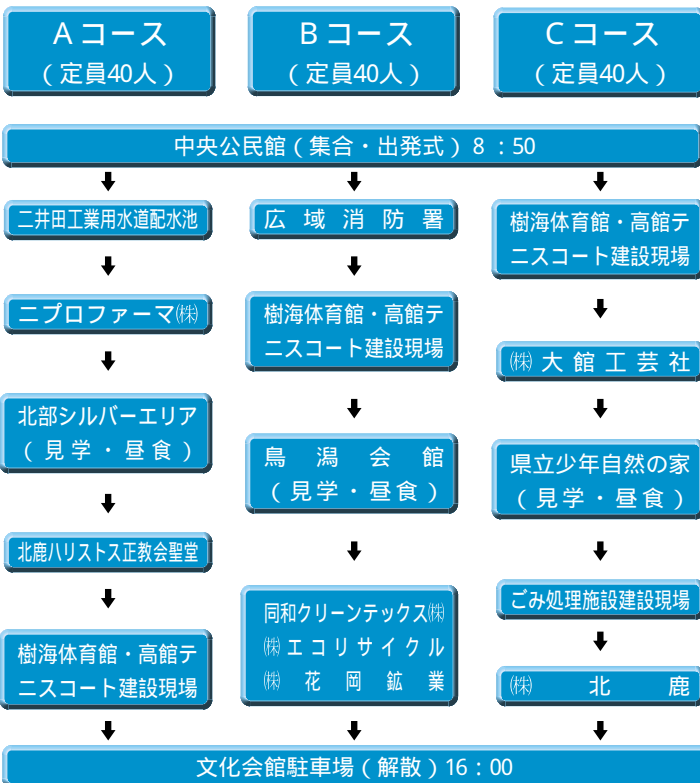 Aコース
（定員40人）
Bコース
（定員40人）
Cコース
（定員40人）
中央公民館（集合・出発式）8：50
二井田工業用水道配水池
ニプロファーマ㈱
北部シルバーエリア
（見学・昼食）
北鹿ハリストス正教会聖堂
樹海体育館・高館テ
ニスコート建設現場
広域消防署
樹海体育館・高館テ
ニスコート建設現場
鳥潟会館
（見学・昼食）
同和クリーンテックス㈱
㈱エコリサイクル
㈱花岡鉱業
樹海体育館・高館テ
ニスコート建設現場
㈱大館工芸社
県立少年自然の家
（見学・昼食）
ごみ処理施設建設現場
㈱北鹿
文化会館駐車場（解散）16：00